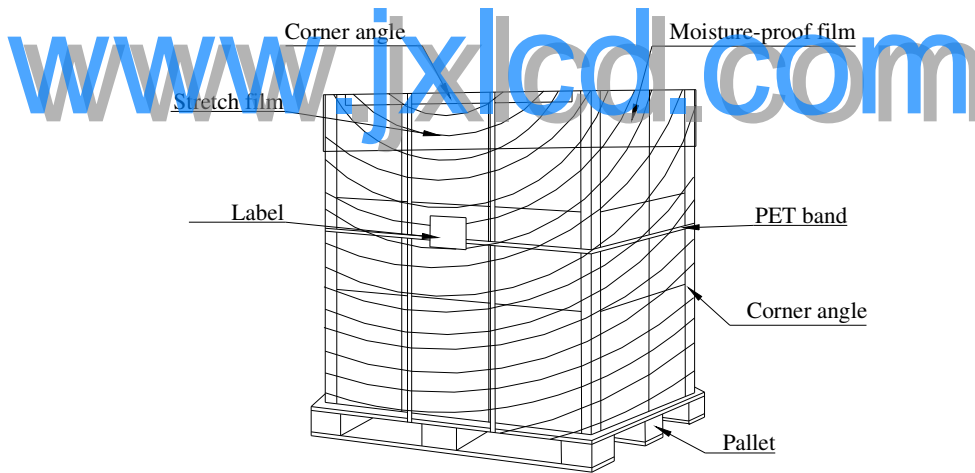 www.jxlcd.com
Corner angle
Moisture-proof film
Stretch film
Label
PET band
Corner angle
Pallet